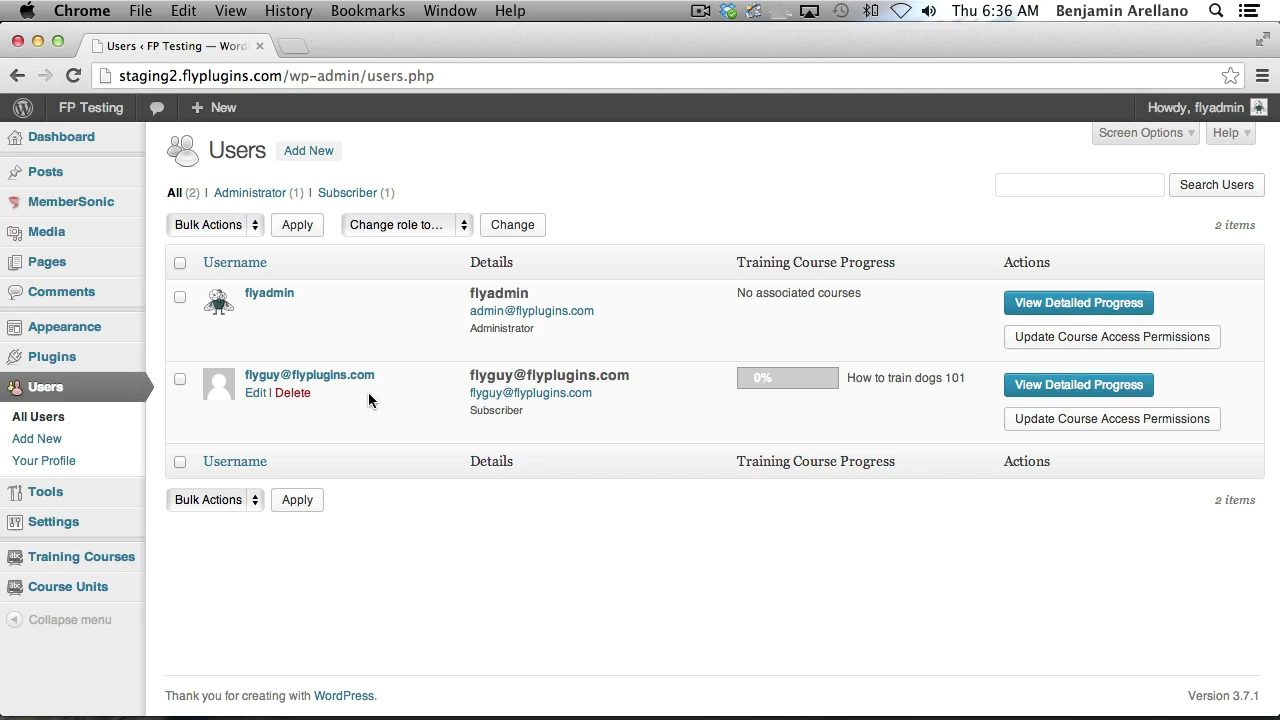 Chrome File Edit View History Bookmarks Window Help Thu 6:36 AM Benjamin Arellano
Users ‹ FP Testing — Word
staging2.flyplugins.com/wp-admin/users.php
FP Testing + New Howdy, flyadmin
Dashboard
Posts
MemberSonic
Media
Pages
Comments
Appearance
Plugins
Users
All Users
Add New
Your Profile
Tools
Settings
Training Courses
Course Units
Collapse menu
Screen Options Help
Users Add New
All (2) | Administrator (1) | Subscriber (1)
Search Users
Bulk Actions Apply Change role to... Change 2 items
Username Details Training Course Progress Actions
flyadmin flyadmin No associated courses View Detailed Progress
admin@flyplugins.com
Administrator Update Course Access Permissions
flyguy@flyplugins.com flyguy@flyplugins.com 0% How to train dogs 101 View Detailed Progress
Edit | Delete flyguy@flyplugins.com
Subscriber Update Course Access Permissions
Username Details Training Course Progress Actions
Bulk Actions Apply 2 items
Thank you for creating with WordPress. Version 3.7.1